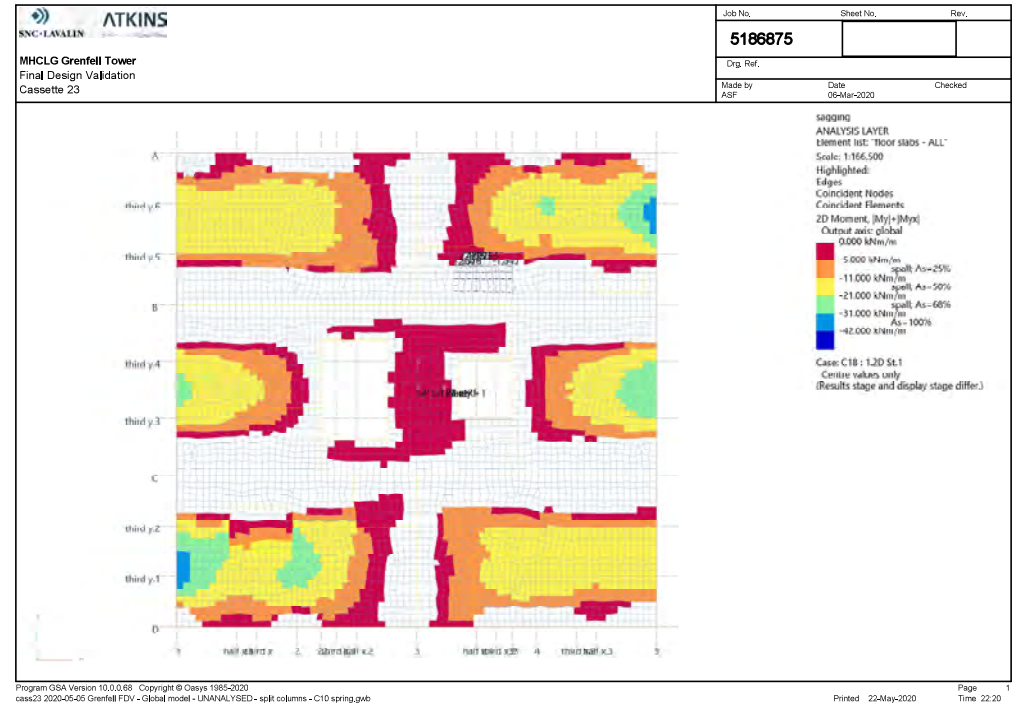 SNC•LAVALIN ATKINS
MHCLG Grenfell Tower
Final Design Validation
Cassette 23
Job No. Sheet No. Rev.
5186875
Drg. Ref.
Made by Date Checked
ASF 06-Mar-2020
sagging
ANALYSIS LAYER
Element list: "floor slabs - ALL"
Scale: 1:166.500
Highlighted:
Edges
Coincident Nodes
Coincident Elements
2D Moment, |My|+|Myx|
Output axis: global
0.000 kNm/m
-5.000 kNm/m
spall; As=25%
-11.000 kNm/m
spall; As=50%
-21.000 kNm/m
spall; As=68%
-31.000 kNm/m
As=100%
-42.000 kNm/m
Case: C18 : 1.2D St.1
Centre values only
(Results stage and display stage differ.)
A
third y.6
third y.5
B
third y.4
third y.3
C
third y.2
third y.1
D
2 3 4
Program GSA Version 10.0.0.68 Copyright © Oasys 1985-2020
cass23 2020-05-05 Grenfell FDV - Global model - UNANALYSED - split columns - C10 spring.gwb
Printed 22-May-2020
Page 1
Time 22:20